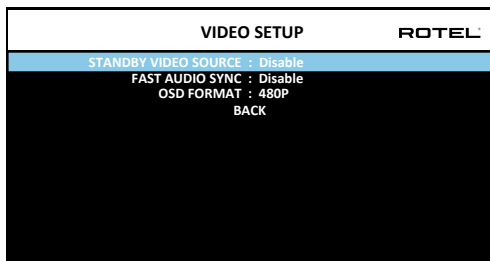 VIDEO SETUP ROTEL
STANDBY VIDEO SOURCE : Disable
FAST AUDIO SYNC : Disable
OSD FORMAT : 480P
BACK